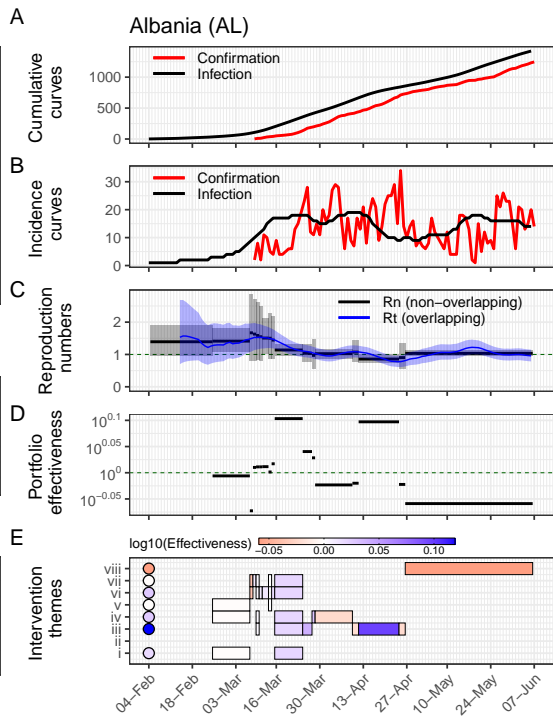 A
Albania (AL)
Cumulative curves
1000
500
0
Confirmation
Infection
B
Incidence curves
30
20
10
0
Confirmation
Infection
C
Reproduction numbers
2
1
0
Rn (non−overlapping)
Rt (overlapping)
D
Portfolio effectiveness
10^0.1
10^0.05
10^0
10^−0.05
E
log10(Effectiveness)
−0.05 0.00 0.05 0.10
Intervention themes
viii
vii
vi
v
iv
iii
ii
i
04−Feb
18−Feb
03−Mar
16−Mar
30−Mar
13−Apr
27−Apr
10−May
24−May
07−Jun